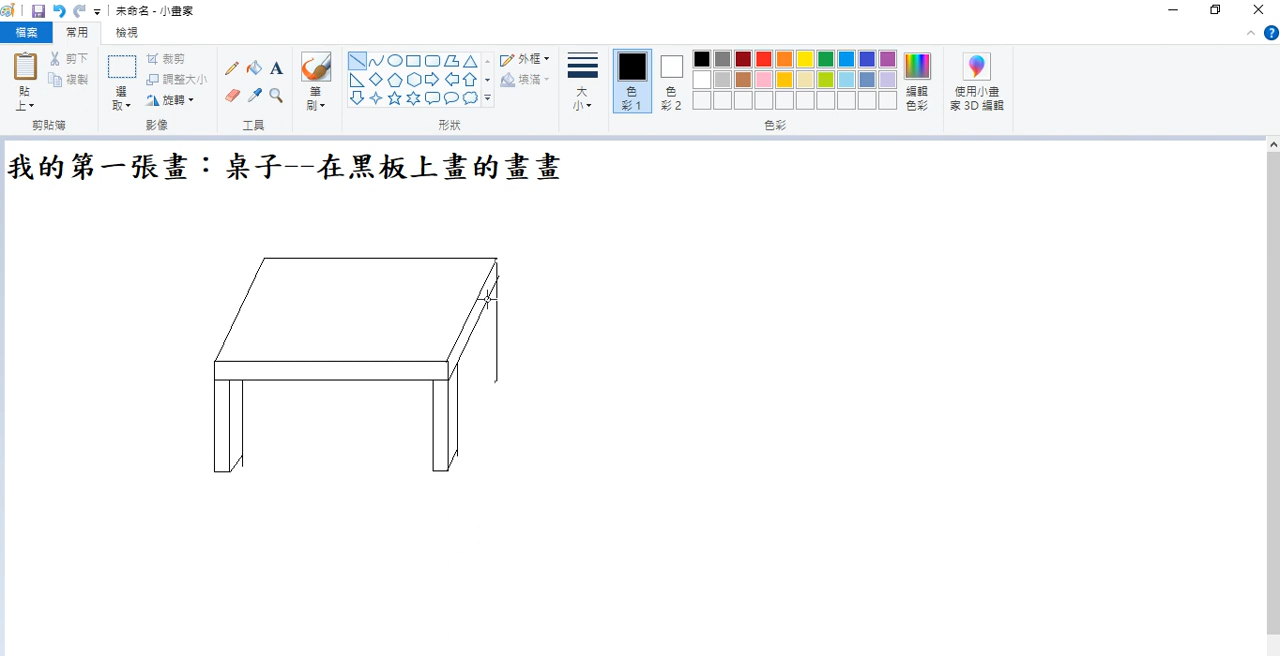 未命名 - 小畫家
檔案 常用 檢視
貼上 剪下 複製
剪貼簿
選取 裁剪 調整大小 旋轉
影像
A
工具
筆刷
外框 填滿
形狀
大小
色彩 1
色彩 2
編輯色彩
色彩
使用小畫家 3D 編輯
我的第一張畫：桌子--在黑板上畫的畫畫